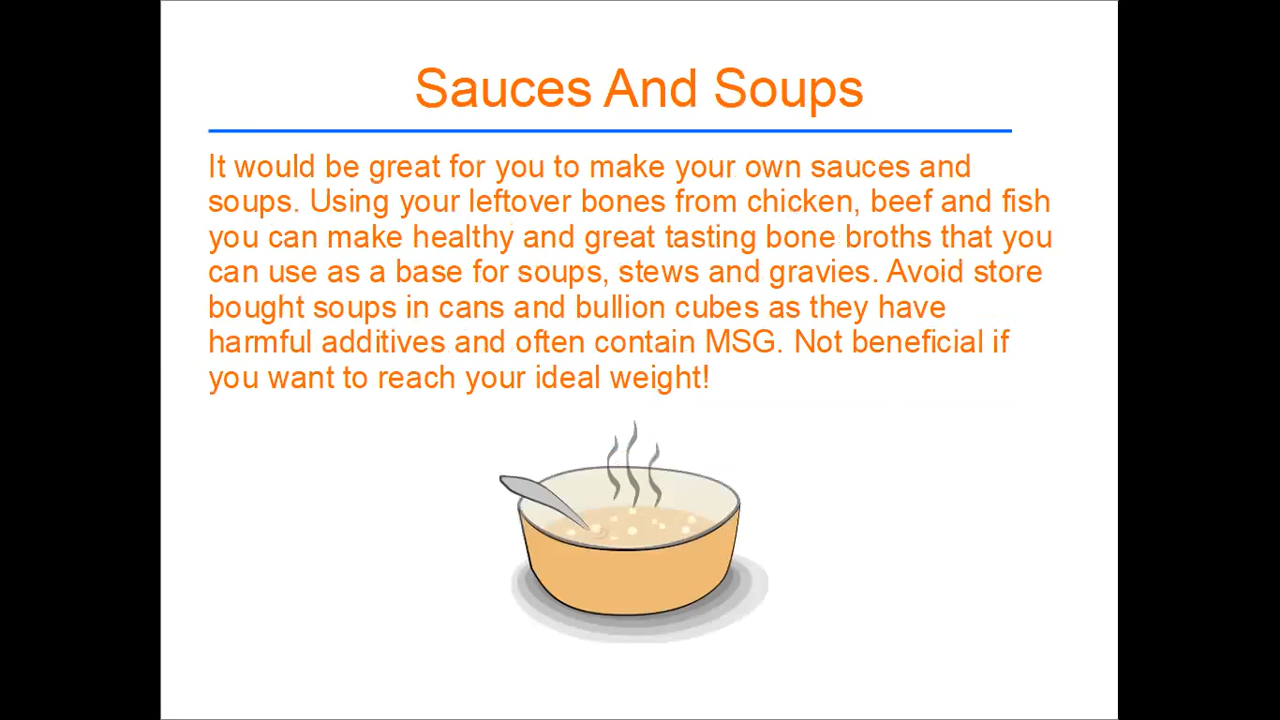 Sauces And Soups
It would be great for you to make your own sauces and
soups. Using your leftover bones from chicken, beef and fish
you can make healthy and great tasting bone broths that you
can use as a base for soups, stews and gravies. Avoid store
bought soups in cans and bullion cubes as they have
harmful additives and often contain MSG. Not beneficial if
you want to reach your ideal weight!